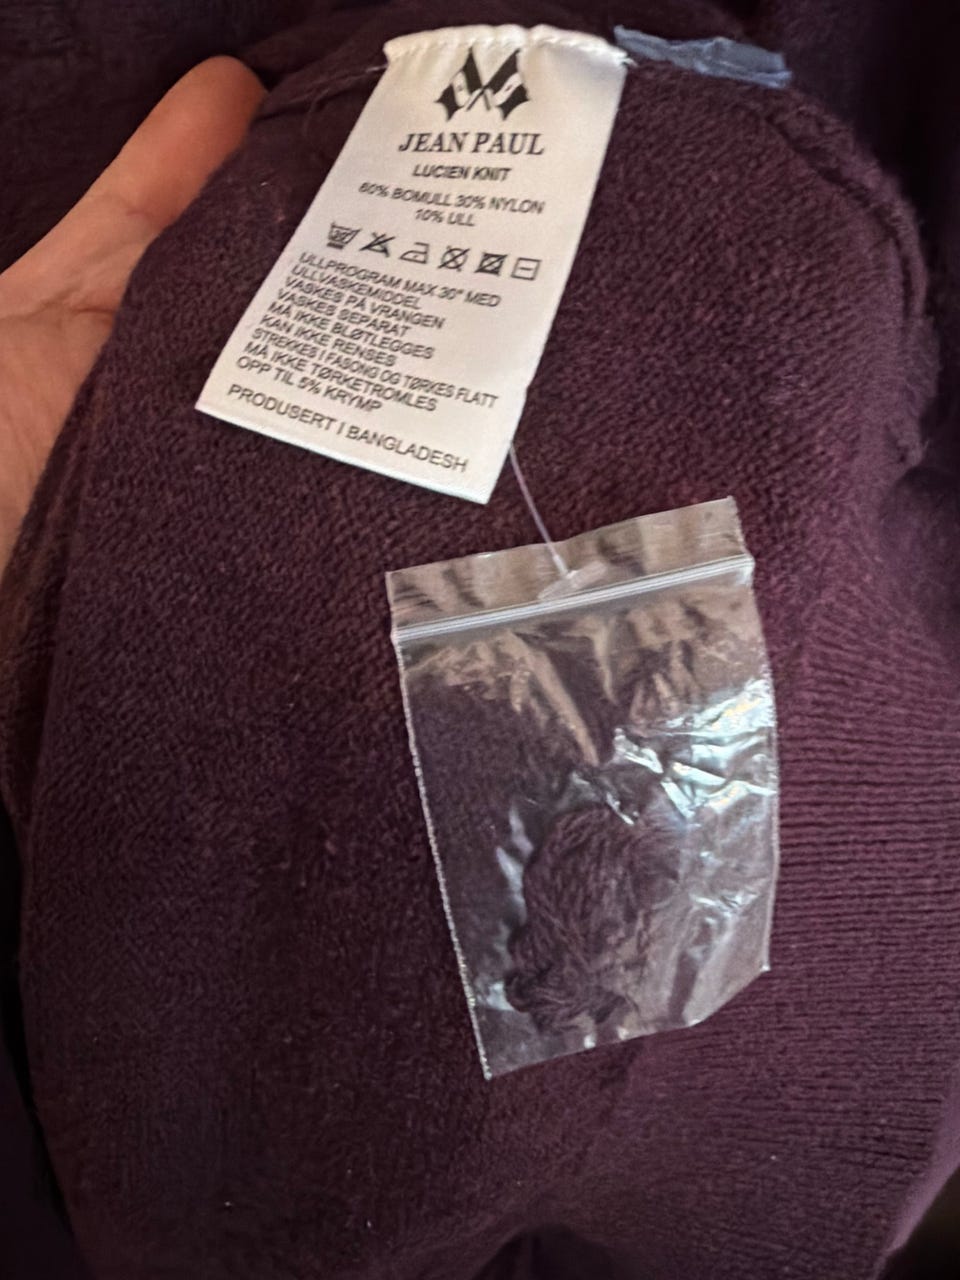 JEAN PAUL
LUCIEN KNIT
60% BOMULL 30% NYLON
10% ULL
30°
ULLPROGRAM MAX 30° MED
ULLVASKEMIDDEL
VASKES PÅ VRANGEN
VASKES SEPARAT
MÅ IKKE BLØTLEGGES
KAN IKKE RENSES
STREKKES I FASONG OG TØRKES FLATT
MÅ IKKE TØRKETROMLES
OPP TIL 5% KRYMP
PRODUSERT I BANGLADESH